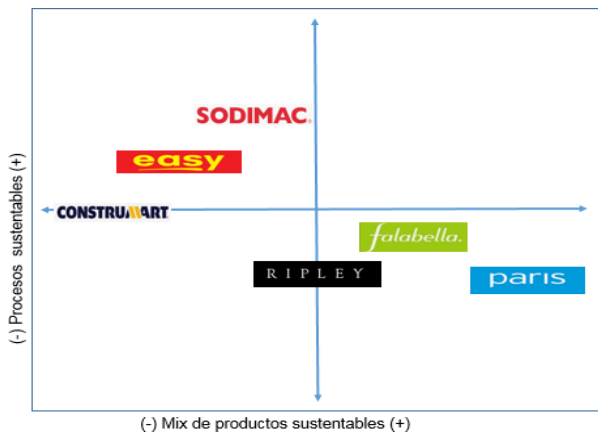 SODIMAC®
easy
CONSTRUMART
falabella.
RIPLEY
paris
(-) Procesos sustentables (+)
(-) Mix de productos sustentables (+)